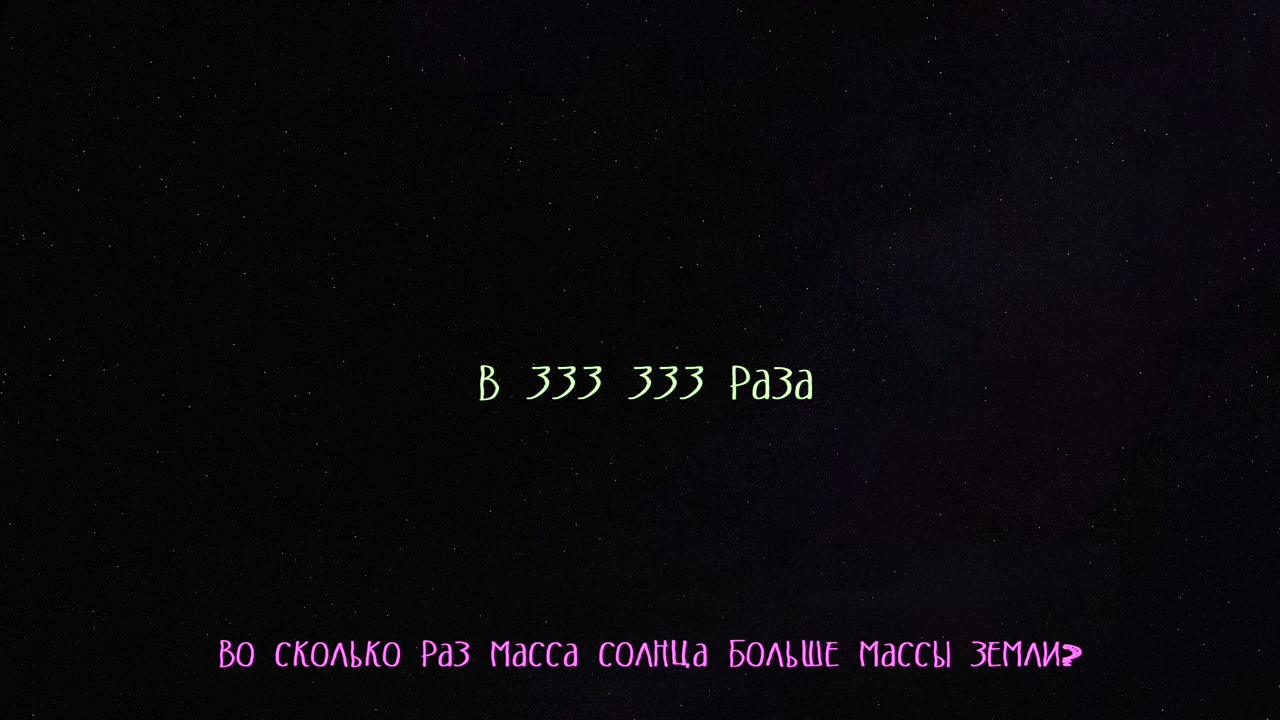 В 333 333 раза
Во сколько раз масса солнца больше массы Земли?